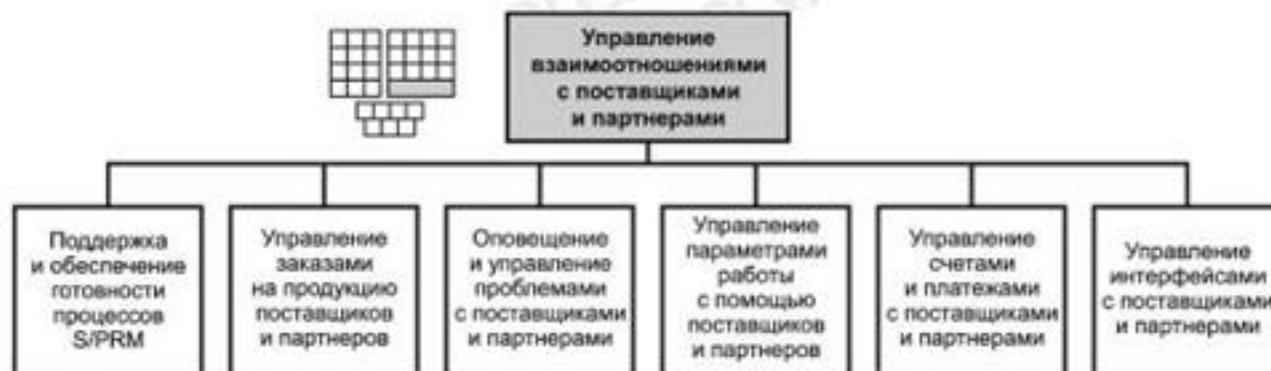 Управление
взаимоотношениями
с поставщиками
и партнерами
Поддержка
и обеспечение
готовности
процессов
S/PRM
Управление
заказами
на продукцию
поставщиков
и партнеров
Оповещение
и управление
проблемами
с поставщиками
и партнерами
Управление
параметрами
работы
с помощью
поставщиков
и партнеров
Управление
счетами
и платежами
с поставщиками
и партнерами
Управление
интерфейсами
с поставщиками
и партнерами